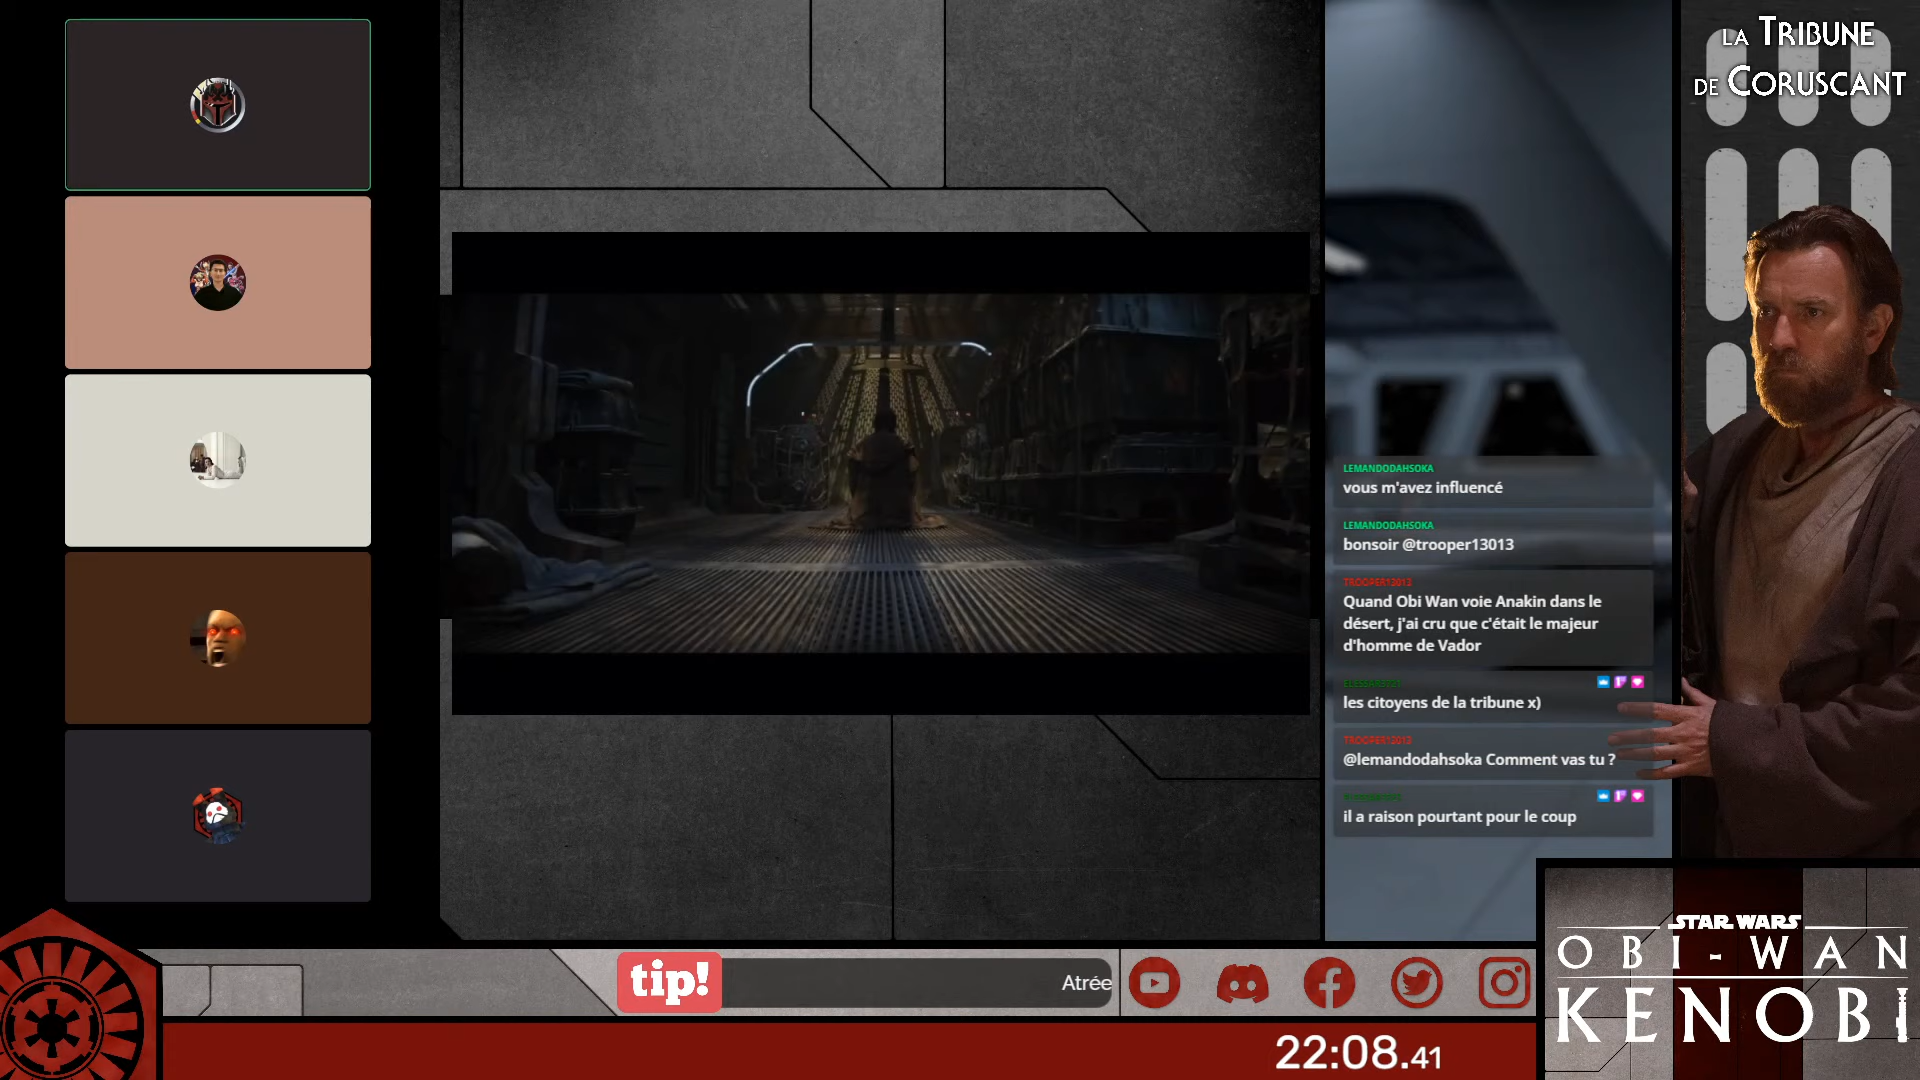 LA TRIBUNE
DE CORUSCANT
LEMANDODAHSOKA
vous m'avez influencé
LEMANDODAHSOKA
bonsoir @trooper13013
TROOPER13013
Quand Obi Wan voie Anakin dans le
désert, j'ai cru que c'était le majeur
d'homme de Vador
les citoyens de la tribune x)
TROOPER13013
@lemandodahsoka Comment vas tu ?
il a raison pourtant pour le coup
STAR WARS
OBI-WAN
KENOBI
tip!
Atrée
22:08.41